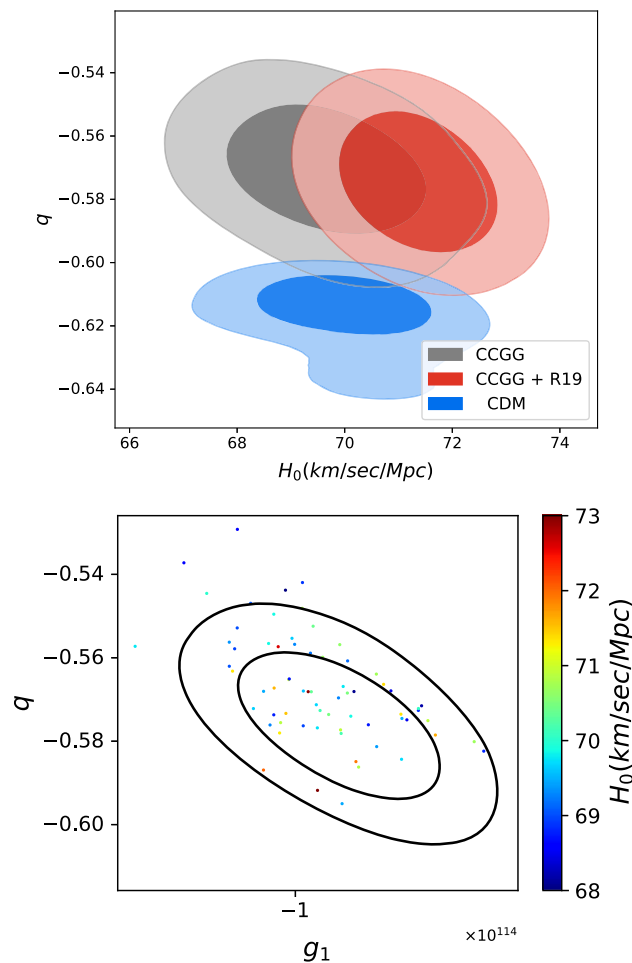 −0.54
−0.56
−0.58
−0.60
−0.62
−0.64
q
CCGG
CCGG + R19
CDM
66 68 70 72 74
H₀(km/sec/Mpc)
−0.54
−0.56
−0.58
−0.60
q
−1
×10¹¹⁴
g₁
73
72
71
70
69
68
H₀(km/sec/Mpc)